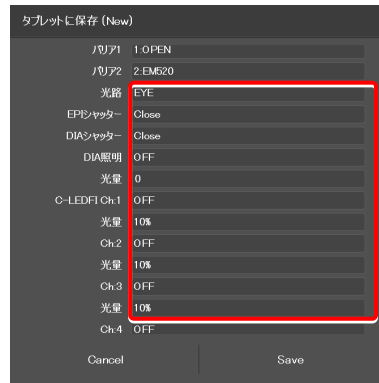 タブレットに保存 (New)
バリア1 1:OPEN
バリア2 2:EM520
光路 EYE
EPIシャッター Close
DIAシャッター Close
DIA照明 OFF
光量 0
C-LEDFI Ch:1 OFF
光量 10%
Ch:2 OFF
光量 10%
Ch:3 OFF
光量 10%
Ch:4 OFF
Cancel Save